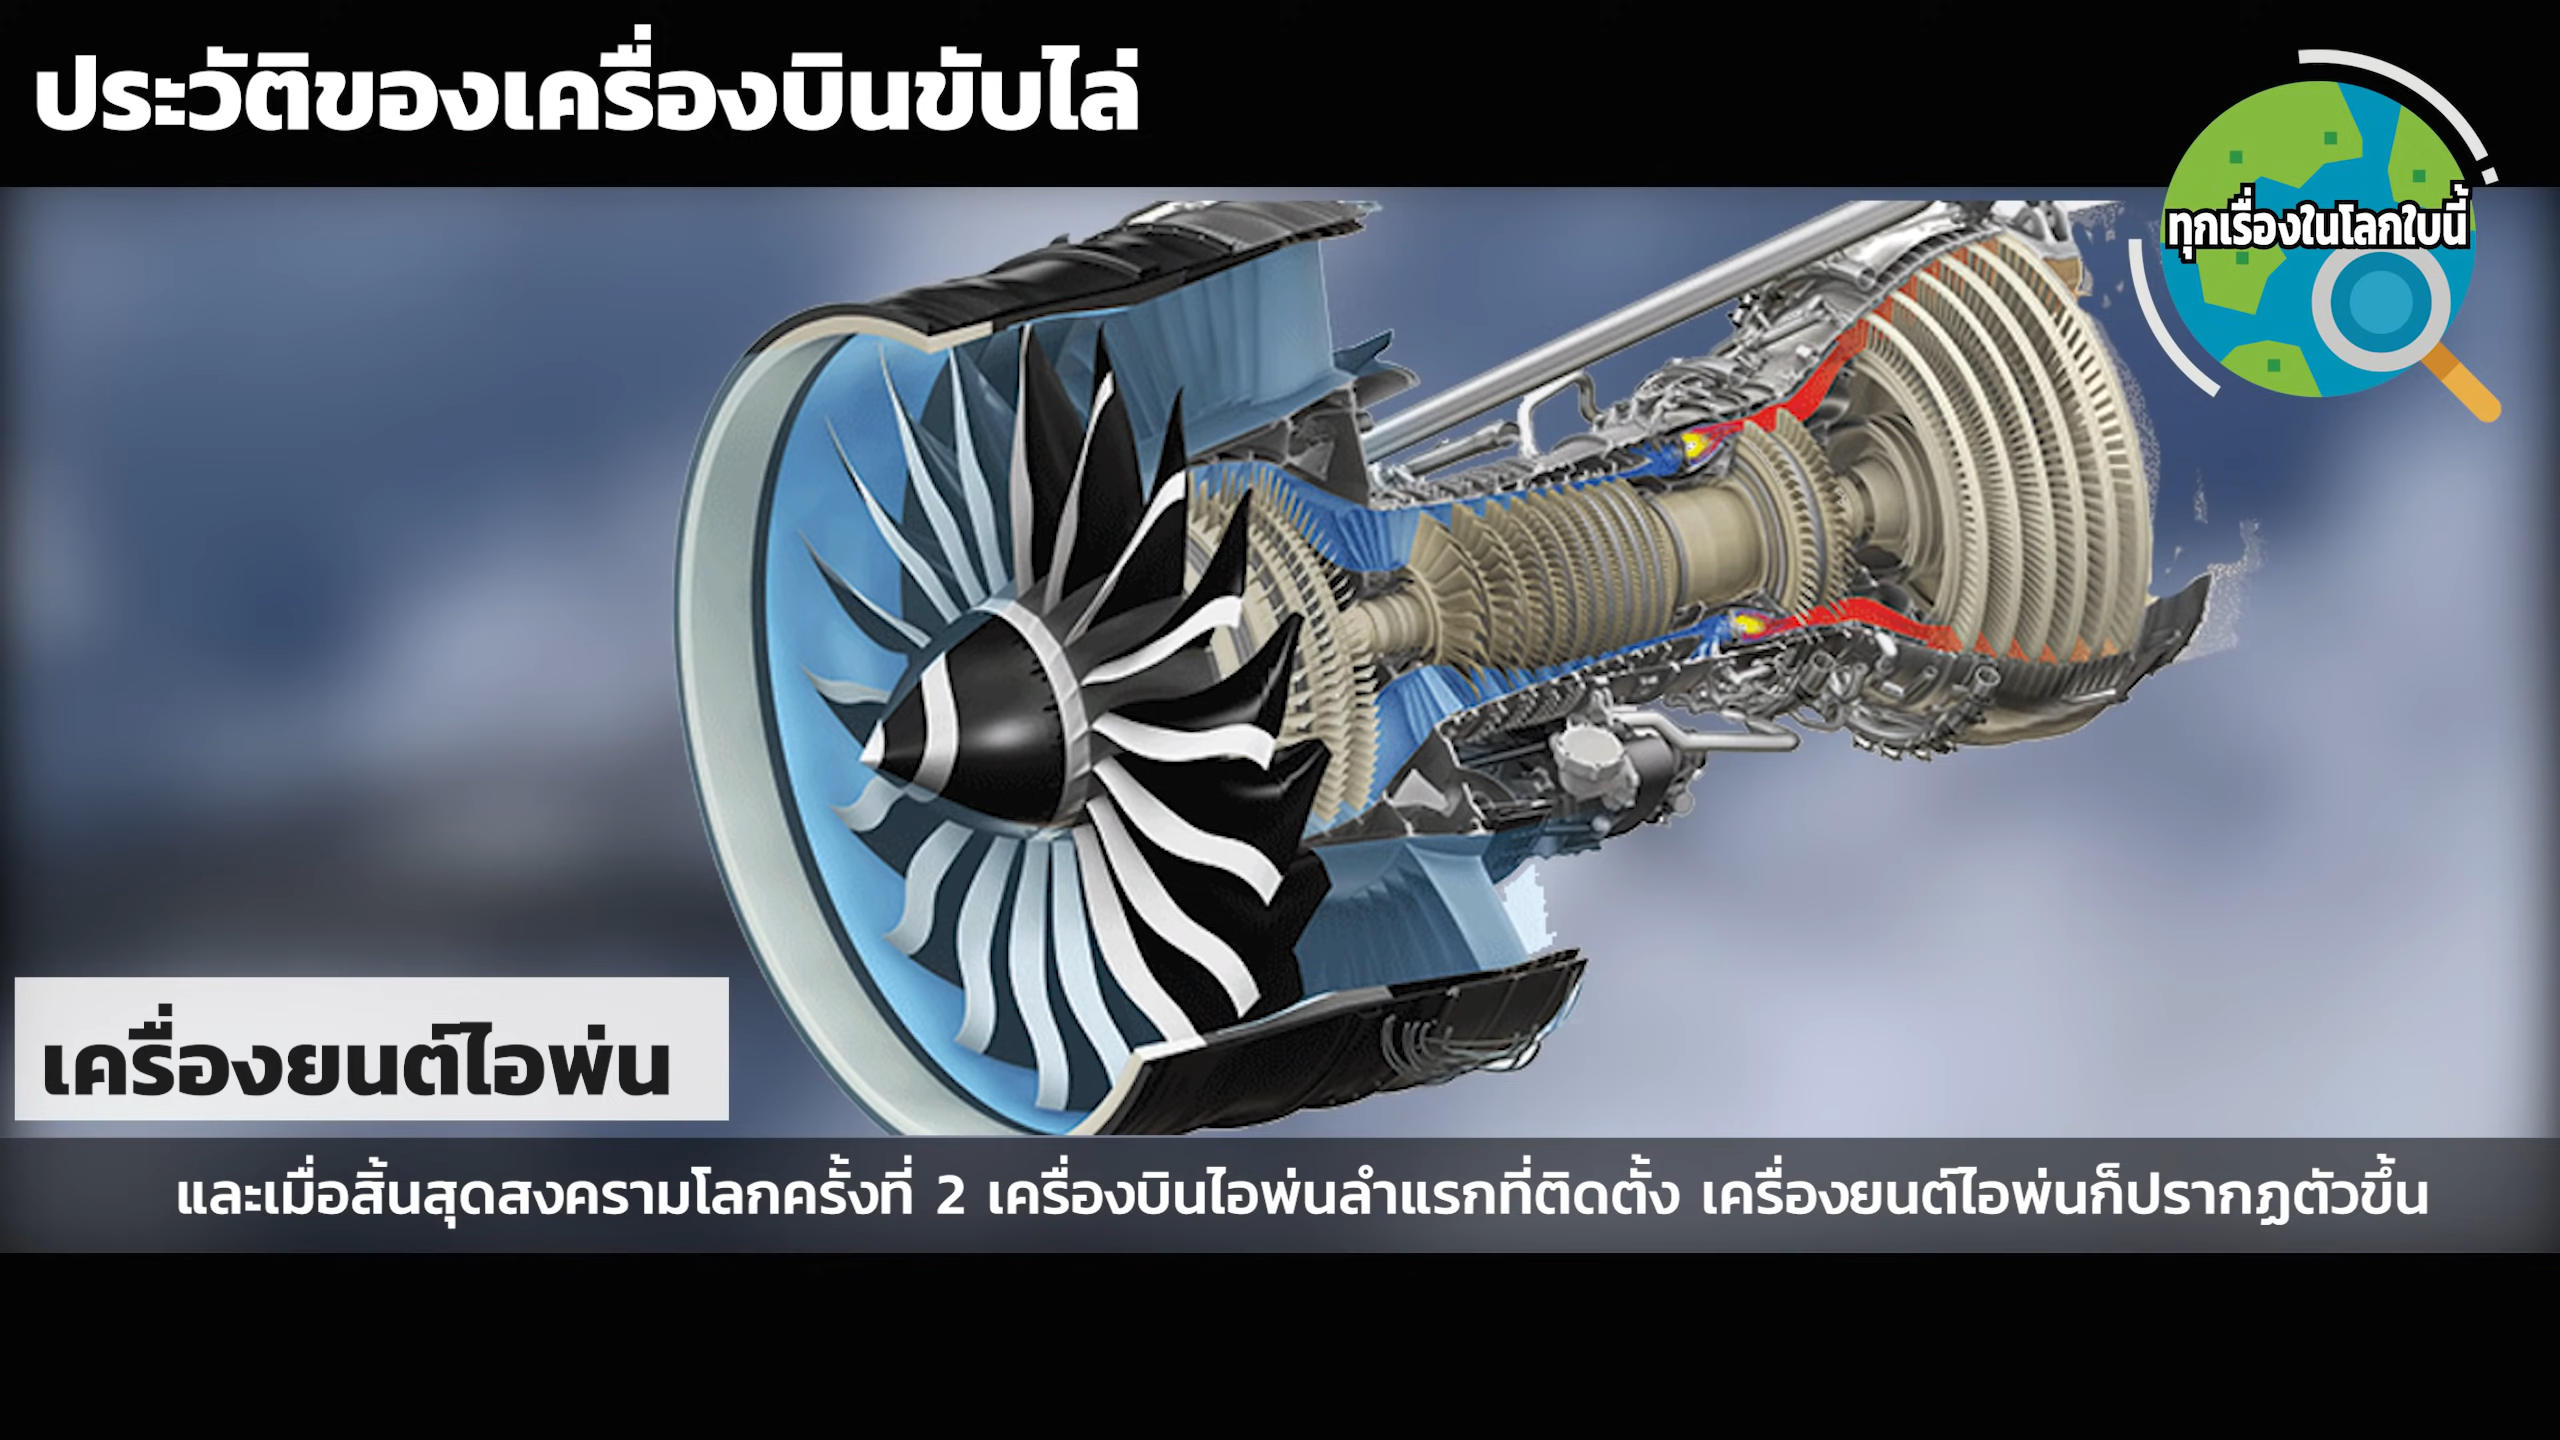 ประวัติของเครื่องบินขับไล่
ทุกเรื่องในโลกใบนี้
เครื่องยนต์ไอพ่น
และเมื่อสิ้นสุดสงครามโลกครั้งที่ 2 เครื่องบินไอพ่นลำแรกที่ติดตั้ง เครื่องยนต์ไอพ่นก็ปรากฏตัวขึ้น